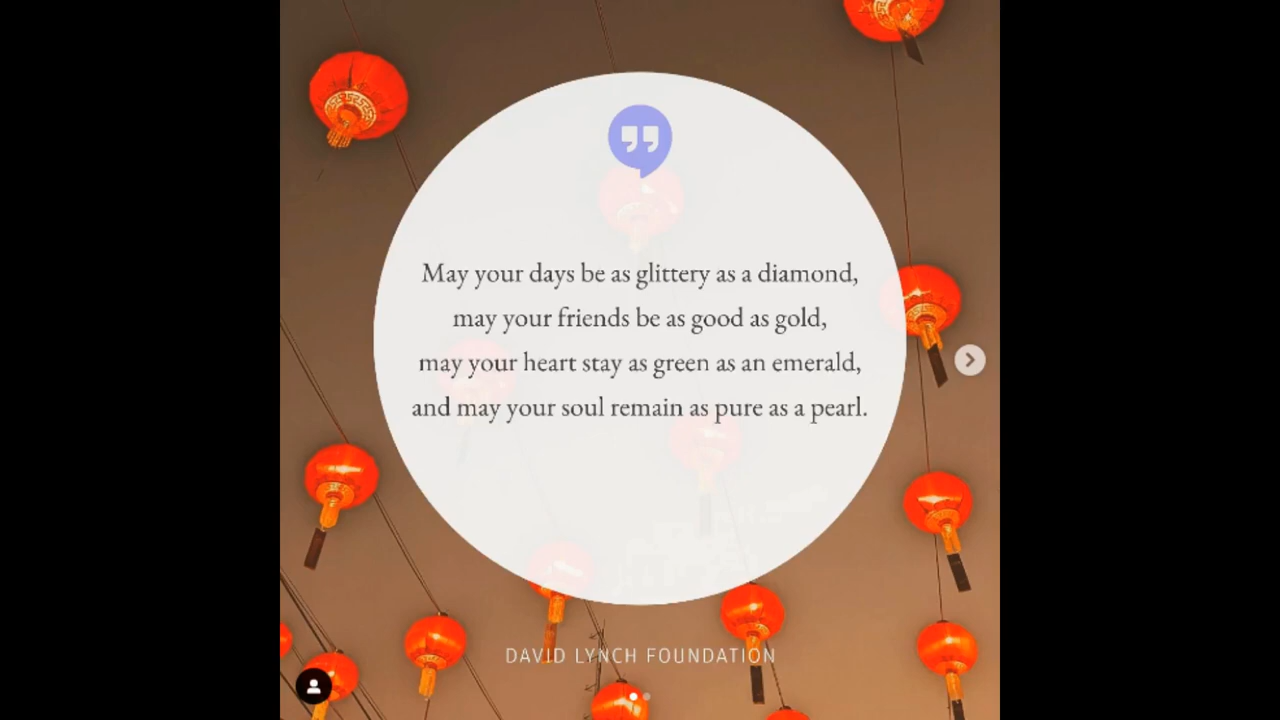 May your days be as glittery as a diamond,
may your friends be as good as gold,
may your heart stay as green as an emerald,
and may your soul remain as pure as a pearl.
DAVID LYNCH FOUNDATION